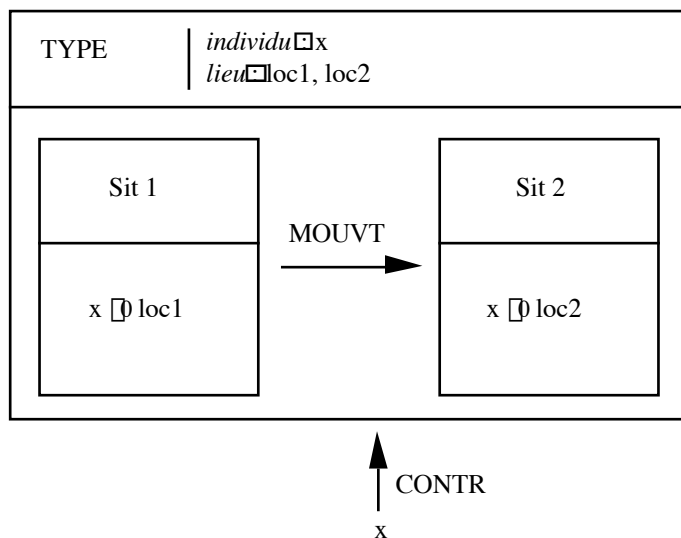 TYPE
individu : x
lieu : loc1, loc2
Sit 1
Sit 2
MOUVT
x 0 loc1
x 0 loc2
CONTR
x